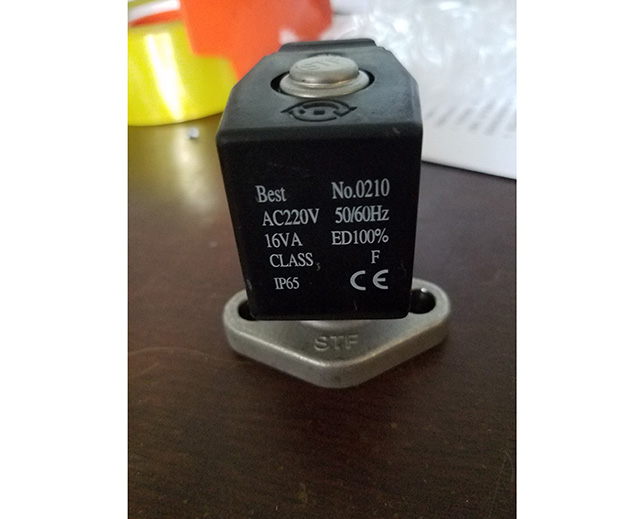 Best No.0210
AC220V 50/60Hz
16VA ED100%
CLASS F
IP65 CE
STF